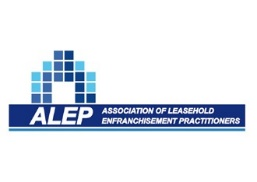 ALEP
ASSOCIATION OF LEASEHOLD
ENFRANCHISEMENT PRACTITIONERS